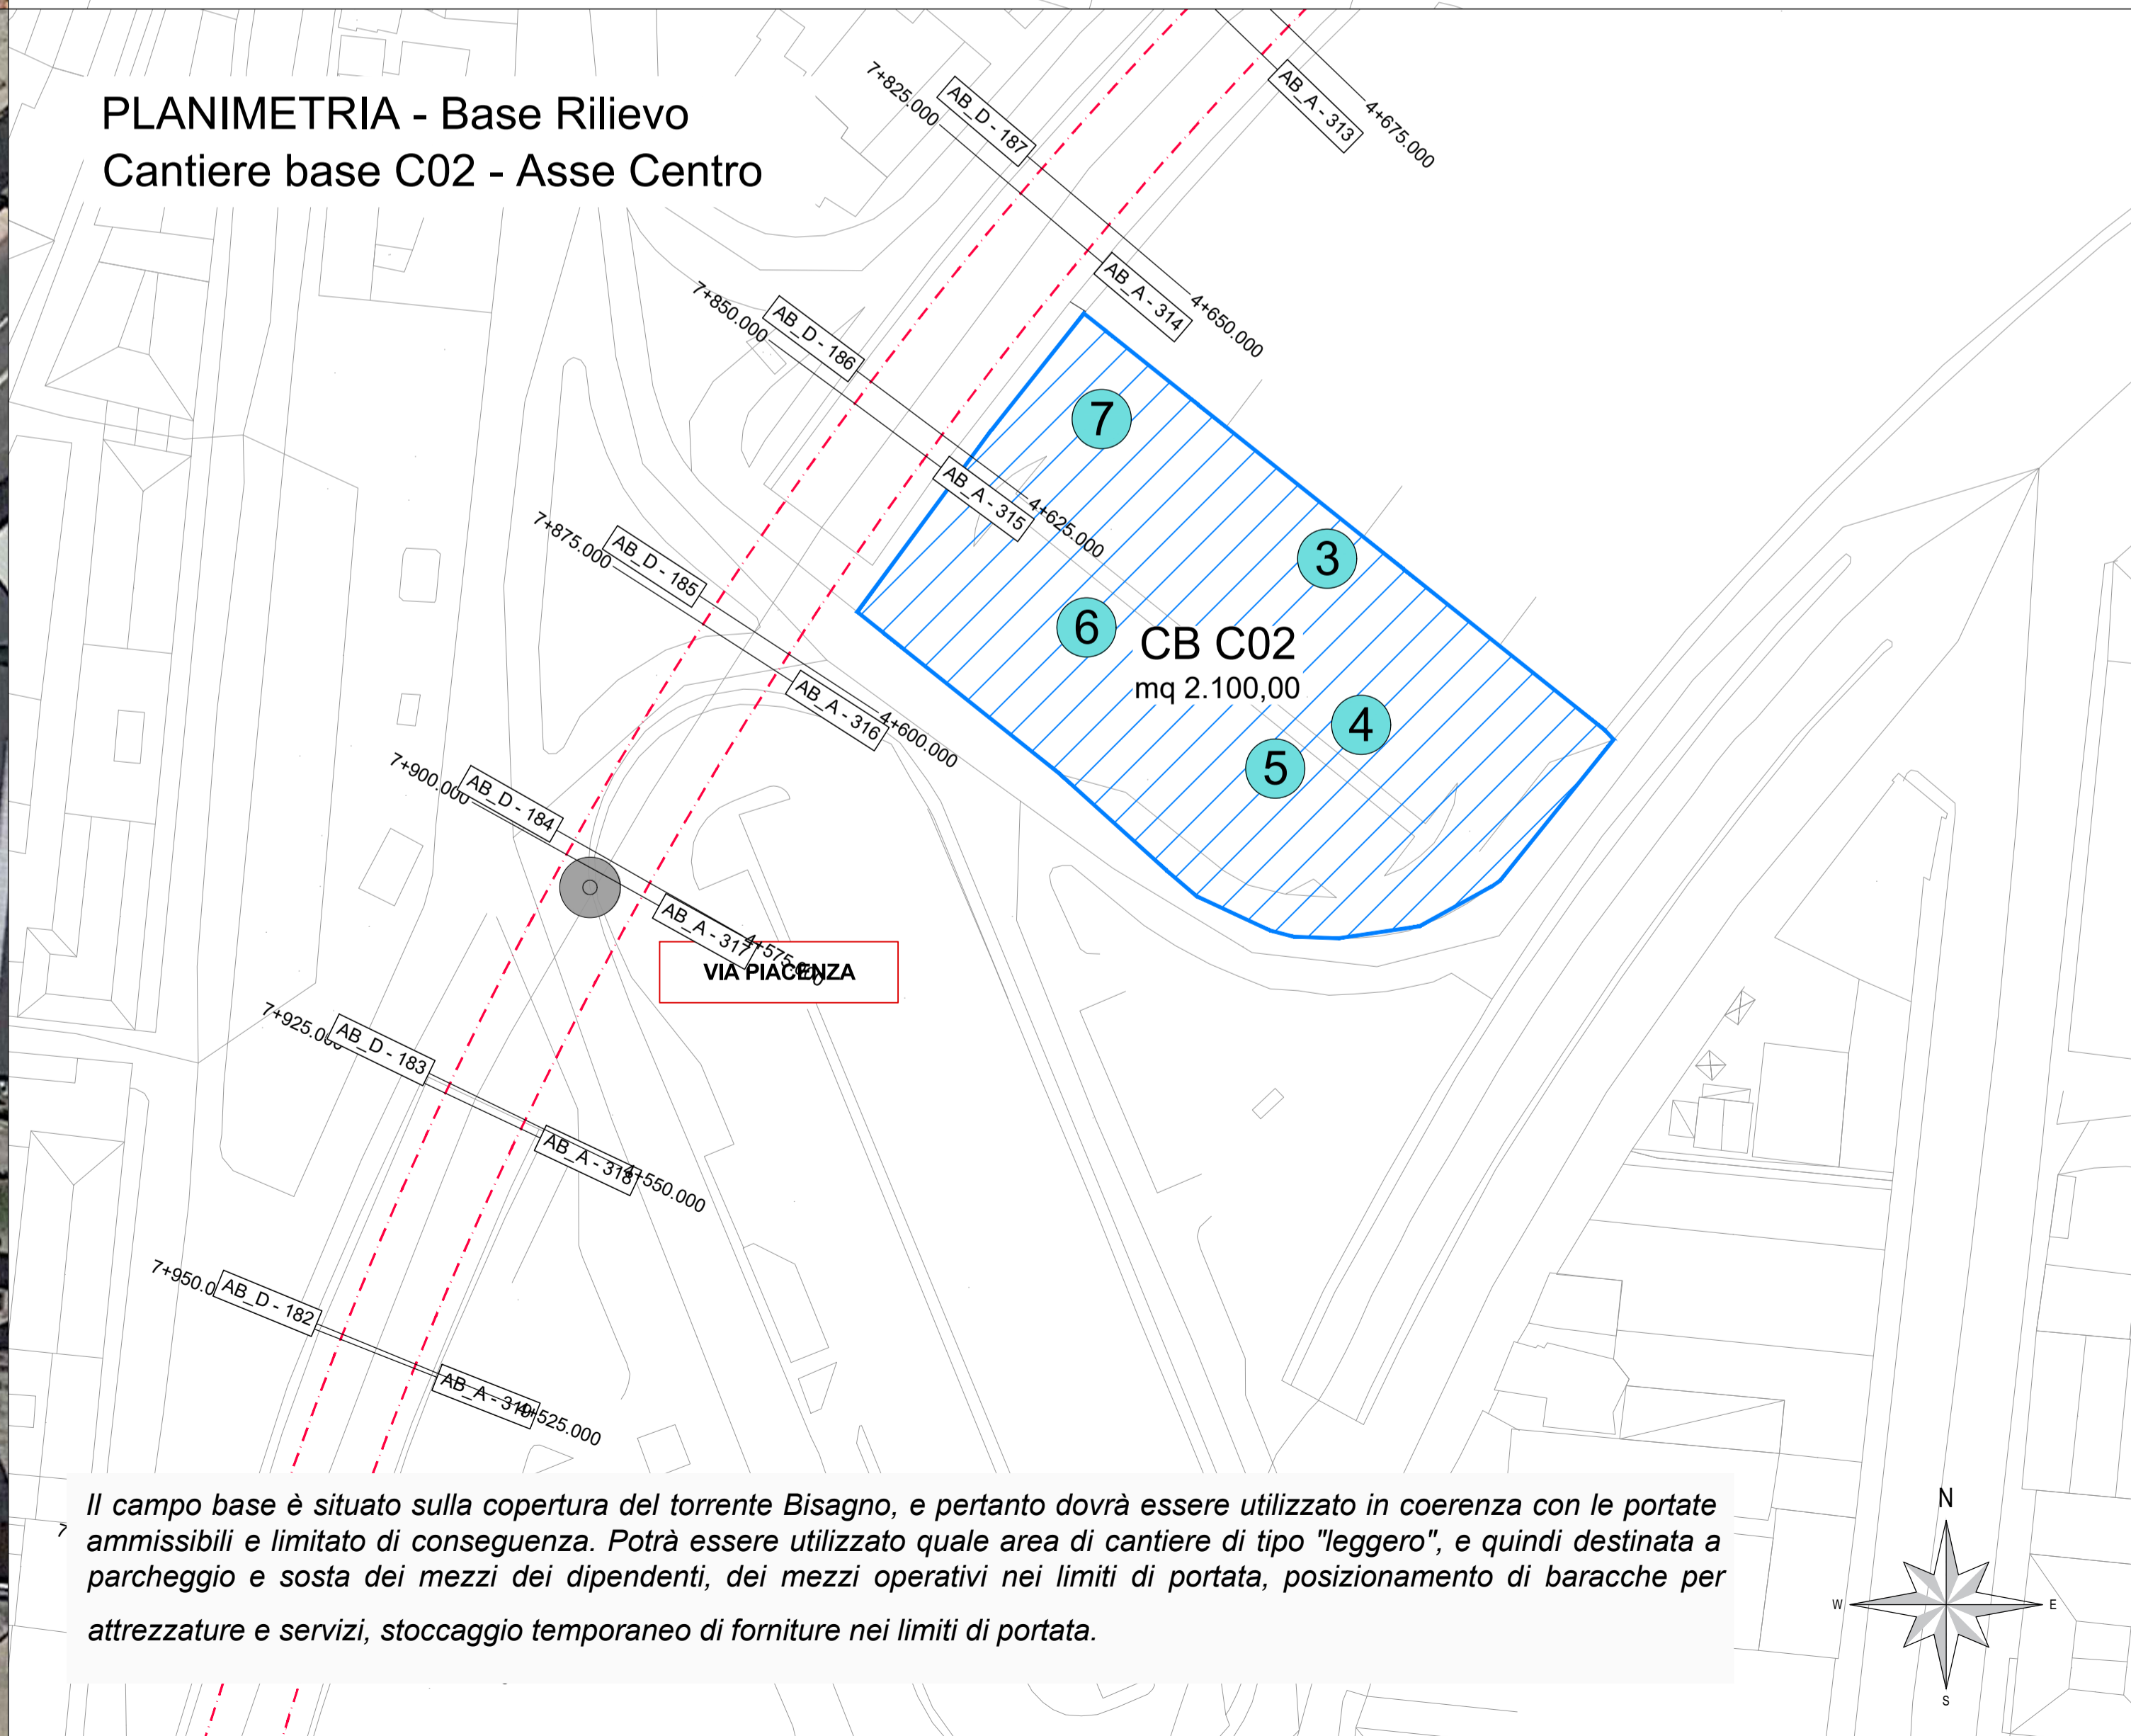 PLANIMETRIA - Base Rilievo
Cantiere base C02 - Asse Centro
7+825.000
AB_D - 187
AB_A - 313
4+675.000
AB_A - 314
4+650.000
7+850.000
AB_D - 186
AB_A - 315
4+625.000
7
3
6
CB C02
mq 2.100,00
4
5
7+875.000
AB_D - 185
AB_A - 316
4+600.000
7+900.000
AB_D - 184
AB_A - 317
4+575.000
VIA PIACENZA
7+925.000
AB_D - 183
AB_A - 318
4+550.000
7+950.0
AB_D - 182
AB_A - 319
4+525.000
7
Il campo base è situato sulla copertura del torrente Bisagno, e pertanto dovrà essere utilizzato in coerenza con le portate
ammissibili e limitato di conseguenza. Potrà essere utilizzato quale area di cantiere di tipo "leggero", e quindi destinata a
parcheggio e sosta dei mezzi dei dipendenti, dei mezzi operativi nei limiti di portata, posizionamento di baracche per
attrezzature e servizi, stoccaggio temporaneo di forniture nei limiti di portata.
N
W
E
S